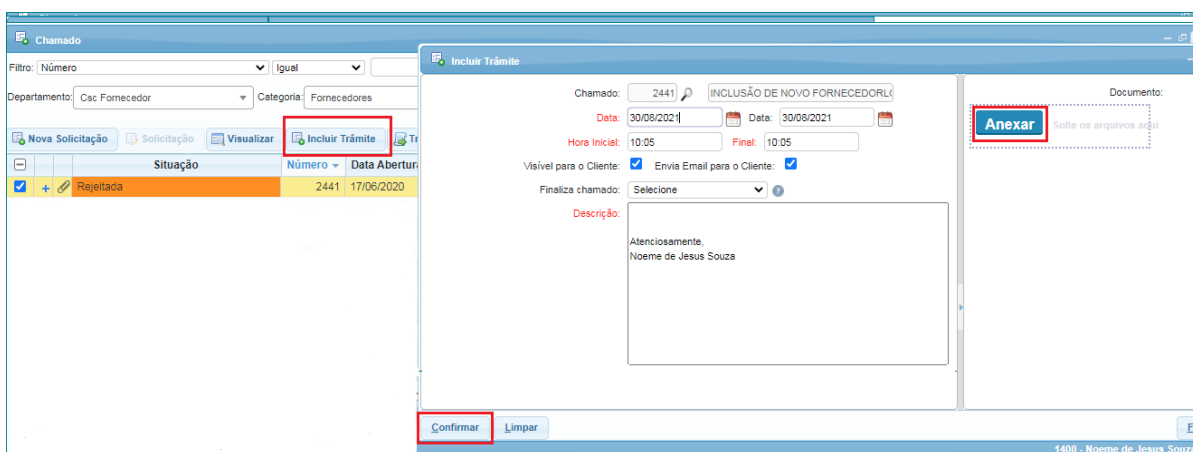 Chamado
Filtro: Número Igual
Departamento: Csc Fornecedor Categoria: Fornecedores
Nova Solicitação Solicitação Visualizar Incluir Trâmite Tr
Situação Número Data Abertura
Rejeitada 2441 17/06/2020
Incluir Trâmite
Chamado: 2441 INCLUSÃO DE NOVO FORNECEDORLO
Data: 30/08/2021 Data: 30/08/2021
Hora Inicial: 10:05 Final: 10:05
Visível para o Cliente: Envia Email para o Cliente:
Finaliza chamado: Selecione
Descrição:
Atenciosamente,
Noeme de Jesus Souza
Documento:
Anexar Solte os arquivos aqui
Confirmar Limpar F
1400 - Noeme de Jesus Souza